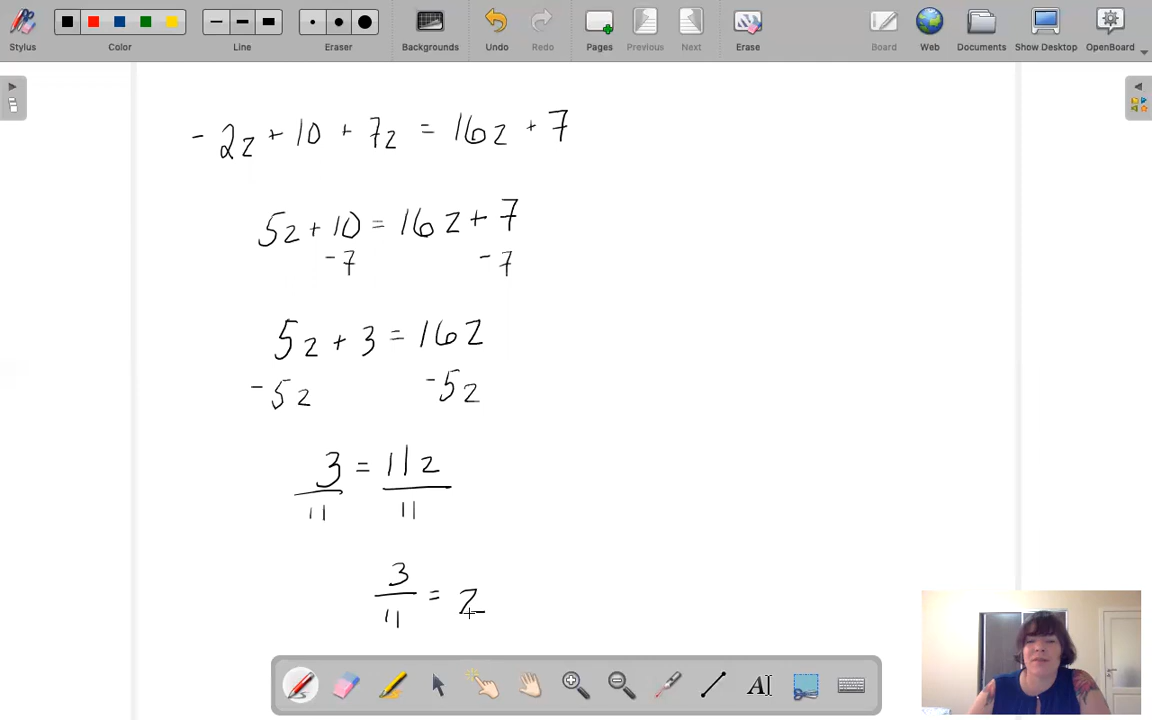 Stylus Color Line Eraser Backgrounds Undo Redo Pages Previous Next Erase Board Web Documents Show Desktop OpenBoard
- 2z + 10 + 7z = 16z + 7
5z + 10 = 16z + 7
-7 -7
5z + 3 = 16z
-5z -5z
3 = 11z
11 11
3
11 = z
A